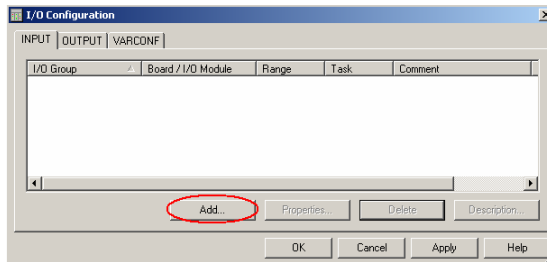 I/O Configuration
INPUT OUTPUT VARCONF
I/O Group Board / I/O Module Range Task Comment
Add... Properties... Delete Description...
OK Cancel Apply Help